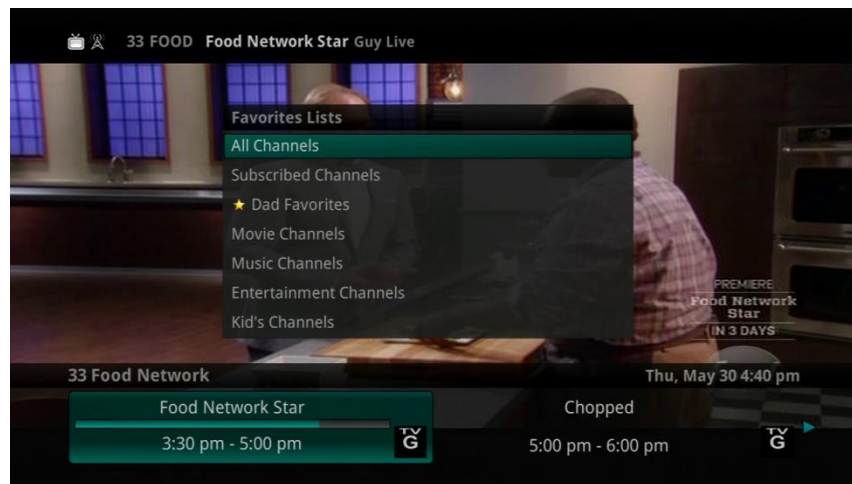 33 FOOD Food Network Star Guy Live
Favorites Lists
All Channels
Subscribed Channels
Dad Favorites
Movie Channels
Music Channels
Entertainment Channels
Kid's Channels
PREMIERE
Food Network
Star
IN 3 DAYS
33 Food Network Thu, May 30 4:40 pm
Food Network Star Chopped
3:30 pm - 5:00 pm TV G 5:00 pm - 6:00 pm TV G